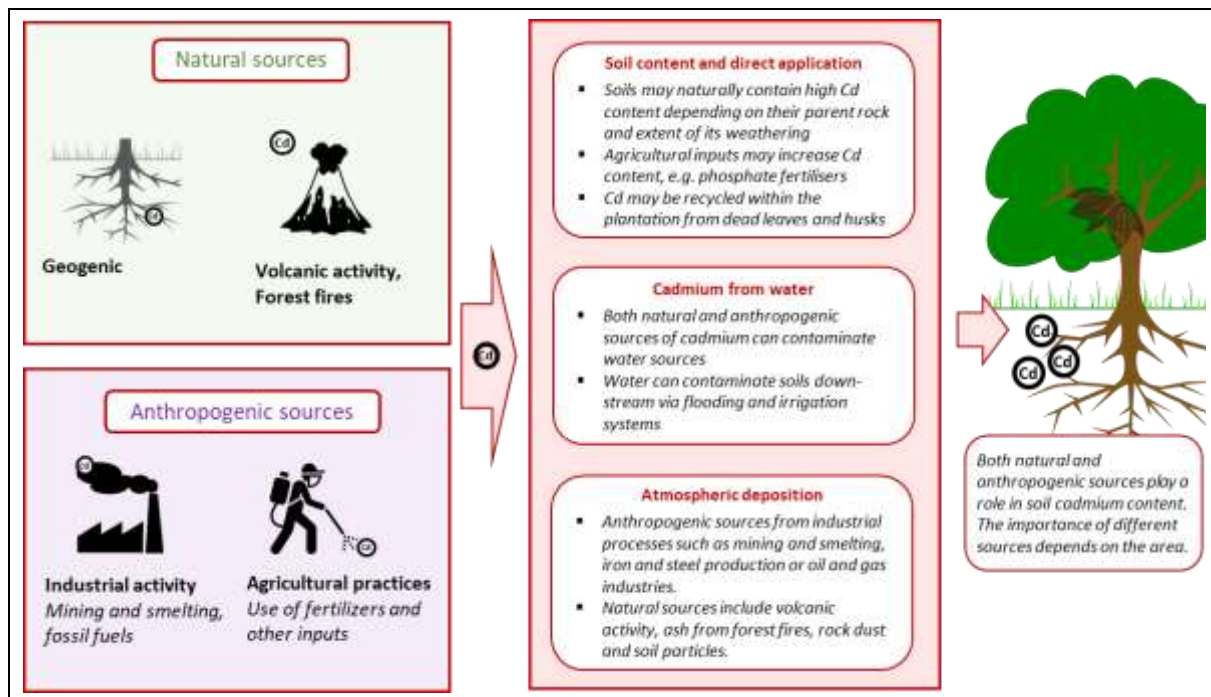 Natural sources
Cd
Cd
Geogenic
Volcanic activity,
Forest fires
Anthropogenic sources
Cd
Cd
Industrial activity
Mining and smelting,
fossil fuels
Agricultural practices
Use of fertilizers and
other inputs
Cd
Soil content and direct application
▪ Soils may naturally contain high Cd
content depending on their parent rock
and extent of its weathering
▪ Agricultural inputs may increase Cd
content, e.g. phosphate fertilisers
▪ Cd may be recycled within the
plantation from dead leaves and husks
Cadmium from water
▪ Both natural and anthropogenic
sources of cadmium can contaminate
water sources
▪ Water can contaminate soils down-
stream via flooding and irrigation
systems
Atmospheric deposition
▪ Anthropogenic sources from industrial
processes such as mining and smelting,
iron and steel production or oil and gas
industries.
▪ Natural sources include volcanic
activity, ash from forest fires, rock dust
and soil particles.
Cd
Cd
Cd
Both natural and
anthropogenic sources play a
role in soil cadmium content.
The importance of different
sources depends on the area.